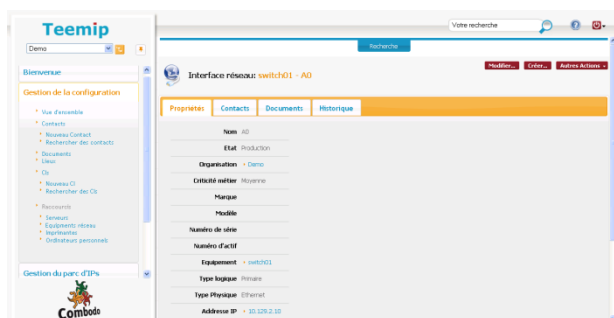 Teemip
Votre recherche
Demo
Recherche
Bienvenue
Interface réseau: switch01 - A0
Modifier... Créer... Autres Actions
Gestion de la configuration
Propriétés Contacts Documents Historique
Vue d'ensemble
Contacts
Nouveau Contact
Rechercher des contacts
Documents
Lieux
CIs
Nouveau CI
Rechercher des CIs
Raccourcis
Serveurs
Equipments réseau
Imprimantes
Ordinateurs personnels
Gestion du parc d'IPs
Combodo
Nom A0
Etat Production
Organisation Demo
Criticité métier Moyenne
Marque
Modèle
Numéro de série
Numéro d'actif
Equipement switch01
Type logique Primaire
Type Physique Ethernet
Addresse IP 10.129.2.10